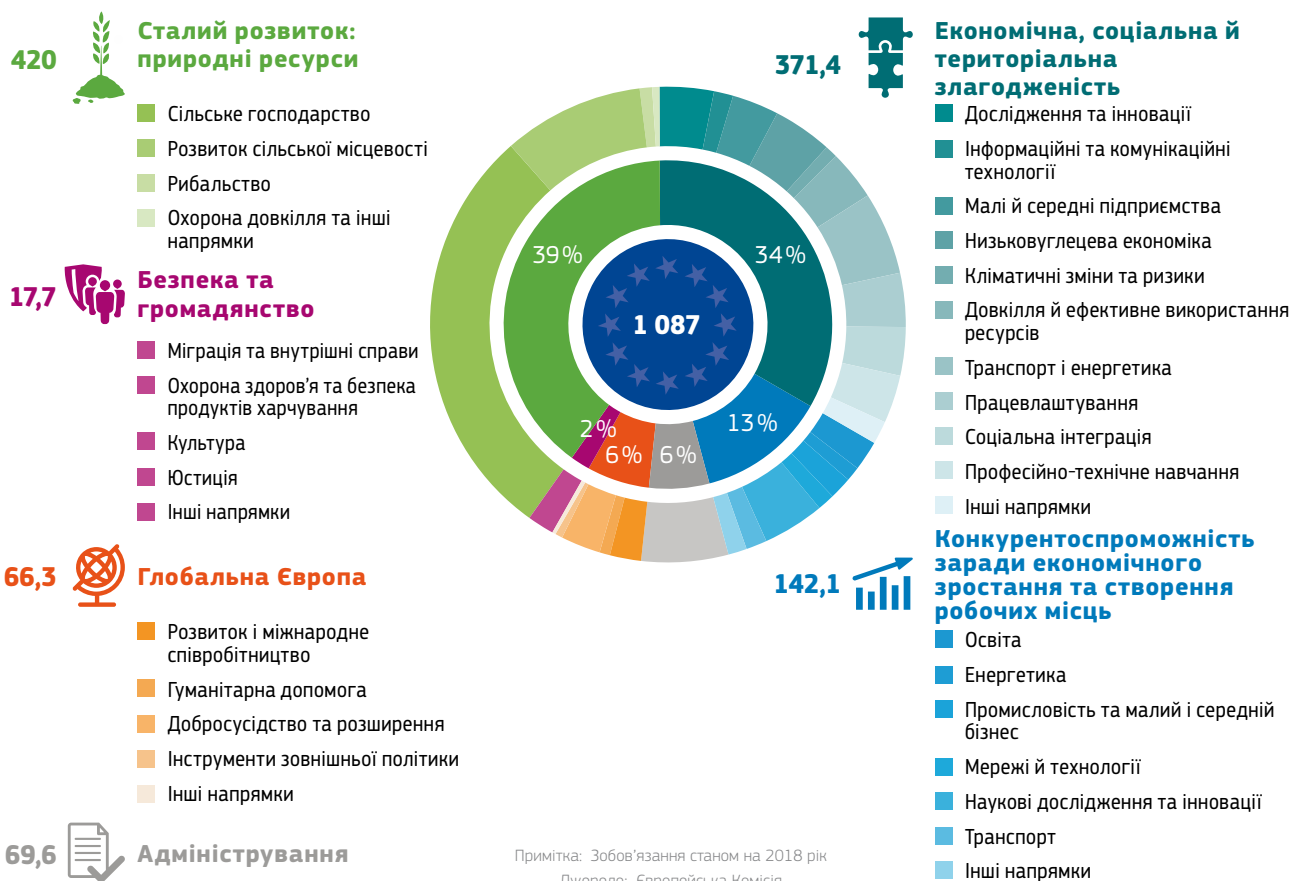 420
Сталий розвиток:
природні ресурси
Сільське господарство
Розвиток сільської місцевості
Рибальство
Охорона довкілля та інші
напрямки
17,7
Безпека та
громадянство
Міграція та внутрішні справи
Охорона здоров'я та безпека
продуктів харчування
Культура
Юстиція
Інші напрямки
66,3
Глобальна Європа
Розвиток і міжнародне
співробітництво
Гуманітарна допомога
Добросусідство та розширення
Інструменти зовнішньої політики
Інші напрямки
69,6
Адміністрування
39%
34%
1 087
13%
2%
6%
6%
371,4
Економічна, соціальна й
територіальна
злагодженість
Дослідження та інновації
Інформаційні та комунікаційні
технології
Малі й середні підприємства
Низьковуглецева економіка
Кліматичні зміни та ризики
Довкілля й ефективне використання
ресурсів
Транспорт і енергетика
Працевлаштування
Соціальна інтеграція
Професійно-технічне навчання
Інші напрямки
142,1
Конкурентоспроможність
заради економічного
зростання та створення
робочих місць
Освіта
Енергетика
Промисловість та малий і середній
бізнес
Мережі й технології
Наукові дослідження та інновації
Транспорт
Інші напрямки
Примітка: Зобов'язання станом на 2018 рік
Джерело: Європейська Комісія